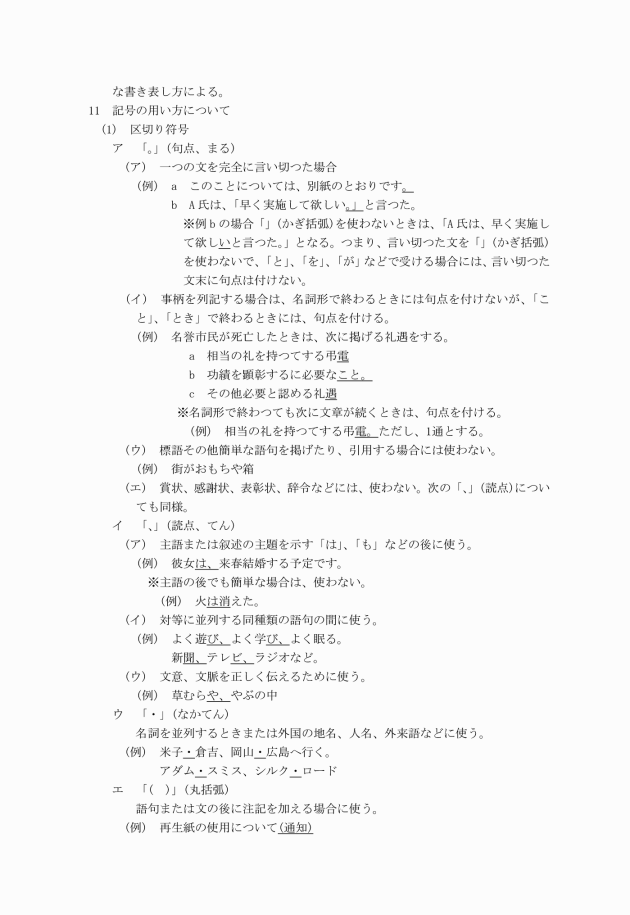 な書き表し方による。
11　記号の用い方について
(1)　区切り符号
ア　「。」(句点、まる)
(ア)　一つの文を完全に言い切つた場合
(例)　a　このことについては、別紙のとおりです。
b　A氏は、「早く実施して欲しい。」と言つた。
※例bの場合「」(かぎ括弧)を使わないときは、「A氏は、早く実施し
て欲しいと言つた。」となる。つまり、言い切つた文を「」(かぎ括弧)
を使わないで、「と」、「を」、「が」などで受ける場合には、言い切つた
文末に句点は付けない。
(イ)　事柄を列記する場合は、名詞形で終わるときには句点を付けないが、「こ
と」、「とき」で終わるときには、句点を付ける。
(例)　名誉市民が死亡したときは、次に掲げる礼遇をする。
a　相当の礼を持つてする弔電
b　功績を顕彰するに必要なこと。
c　その他必要と認める礼遇
※名詞形で終わつても次に文章が続くときは、句点を付ける。
(例)　相当の礼を持つてする弔電。ただし、1通とする。
(ウ)　標語その他簡単な語句を掲げたり、引用する場合には使わない。
(例)　街がおもちや箱
(エ)　賞状、感謝状、表彰状、辞令などには、使わない。次の「、」(読点)につい
ても同様。
イ　「、」(読点、てん)
(ア)　主語または叙述の主題を示す「は」、「も」などの後に使う。
(例)　彼女は、来春結婚する予定です。
※主語の後でも簡単な場合は、使わない。
(例)　火は消えた。
(イ)　対等に並列する同種類の語句の間に使う。
(例)　よく遊び、よく学び、よく眠る。
新聞、テレビ、ラジオなど。
(ウ)　文意、文脈を正しく伝えるために使う。
(例)　草むらや、やぶの中
ウ　「・」(なかてん)
名詞を並列するときまたは外国の地名、人名、外来語などに使う。
(例)　米子・倉吉、岡山・広島へ行く。
アダム・スミス、シルク・ロード
エ　「(　)」(丸括弧)
語句または文の後に注記を加える場合に使う。
(例)　再生紙の使用について(通知)